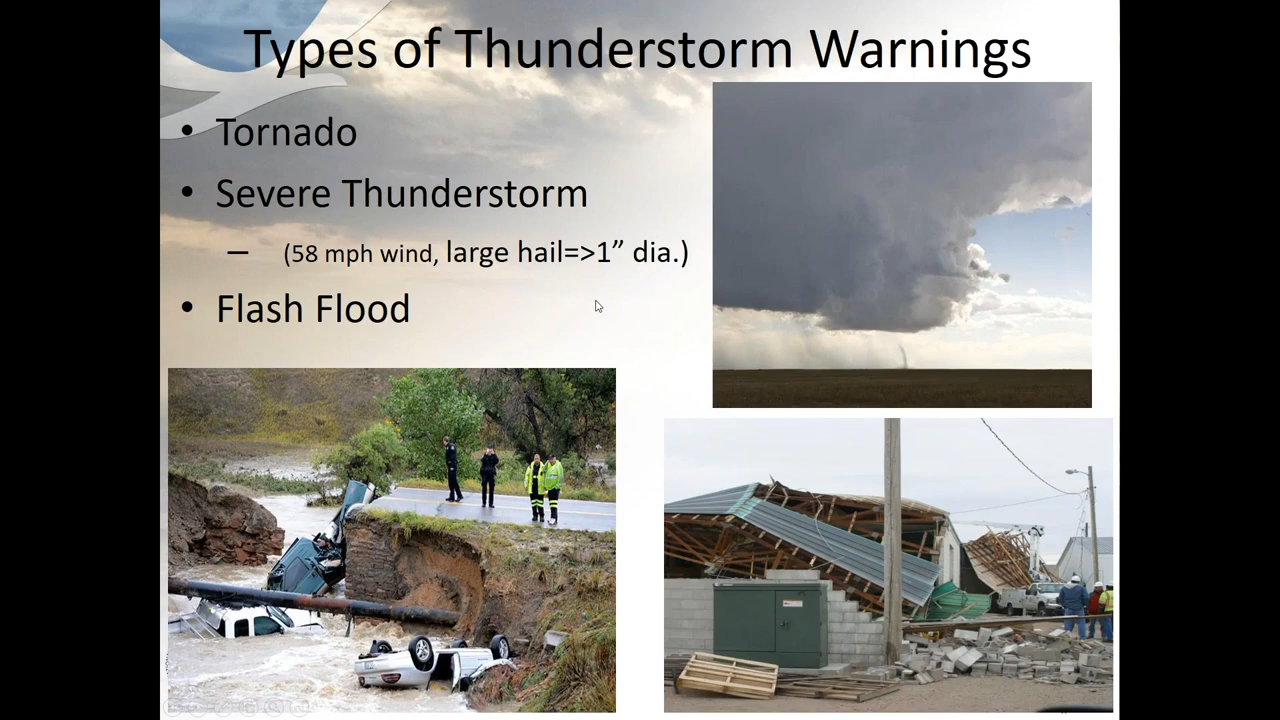 Types of Thunderstorm Warnings
• Tornado
• Severe Thunderstorm
– (58 mph wind, large hail=>1” dia.)
• Flash Flood